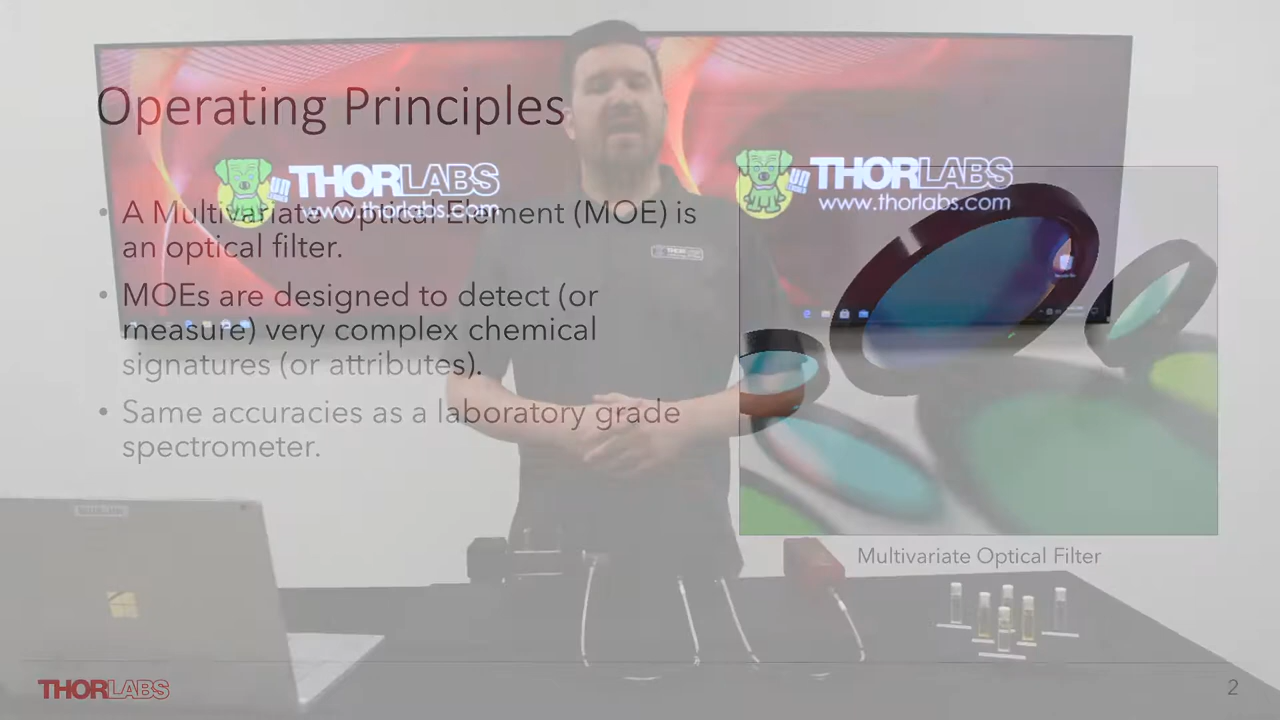 Operating Principles
UN
THORLABS
www.thorlabs.com
UN
THORLABS
www.thorlabs.com
• A Multivariate Optical Element (MOE) is
an optical filter.
• MOEs are designed to detect (or
measure) very complex chemical
signatures (or attributes).
• Same accuracies as a laboratory grade
spectrometer.
Multivariate Optical Filter
THORLABS
2